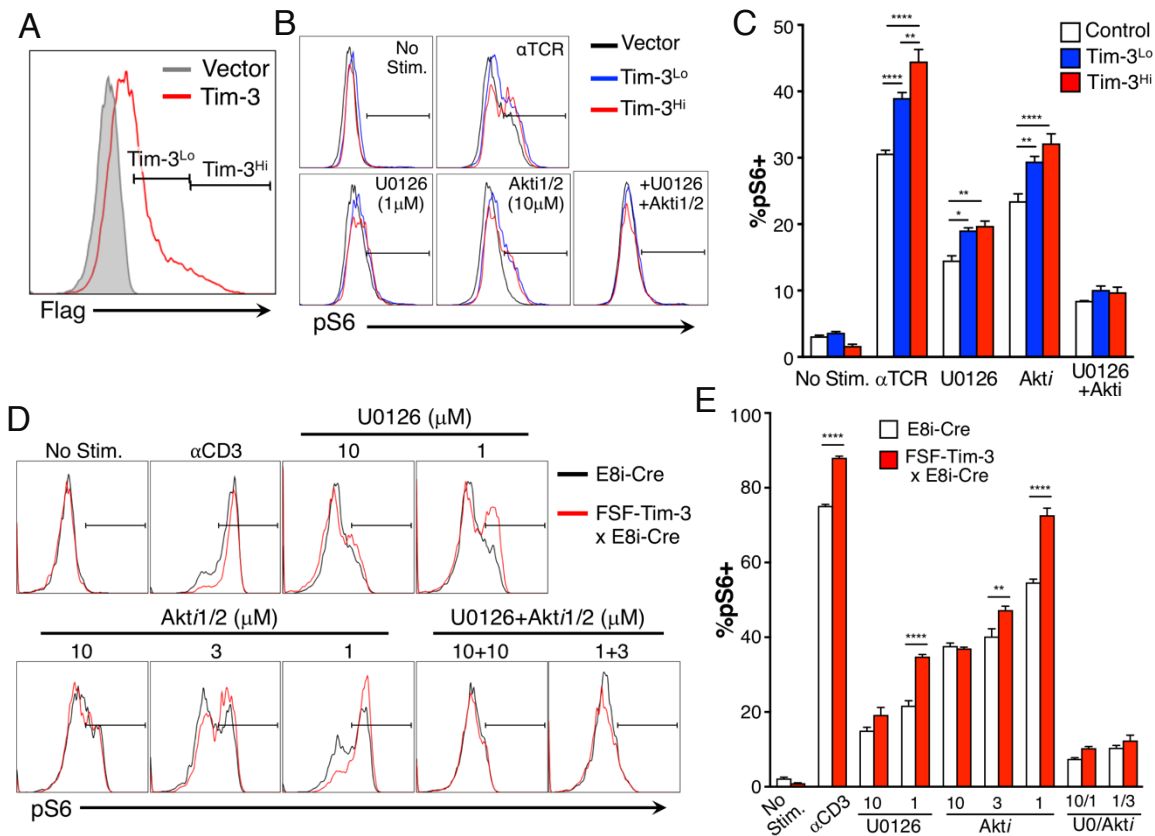 A
Vector
Tim-3
Tim-3Lo
Tim-3Hi
Flag
B
No
Stim.
αTCR
Vector
Tim-3Lo
Tim-3Hi
U0126
(1μM)
Akti1/2
(10μM)
+U0126
+Akti1/2
pS6
C
Control
Tim-3Lo
Tim-3Hi
%pS6+
60
50
40
30
20
10
0
****
**
****
**
*
****
**
No Stim.
αTCR
U0126
Akti
U0126
+Akti
D
U0126 (μM)
No Stim.
αCD3
10
1
E8i-Cre
FSF-Tim-3
x E8i-Cre
Akti1/2 (μM)
U0126+Akti1/2 (μM)
10
3
1
10+10
1+3
pS6
E
E8i-Cre
FSF-Tim-3
x E8i-Cre
%pS6+
100
80
60
40
20
0
****
****
**
****
No
Stim.
αCD3
10
1
10
3
1
10/1
1/3
U0126
Akti
U0/Akti